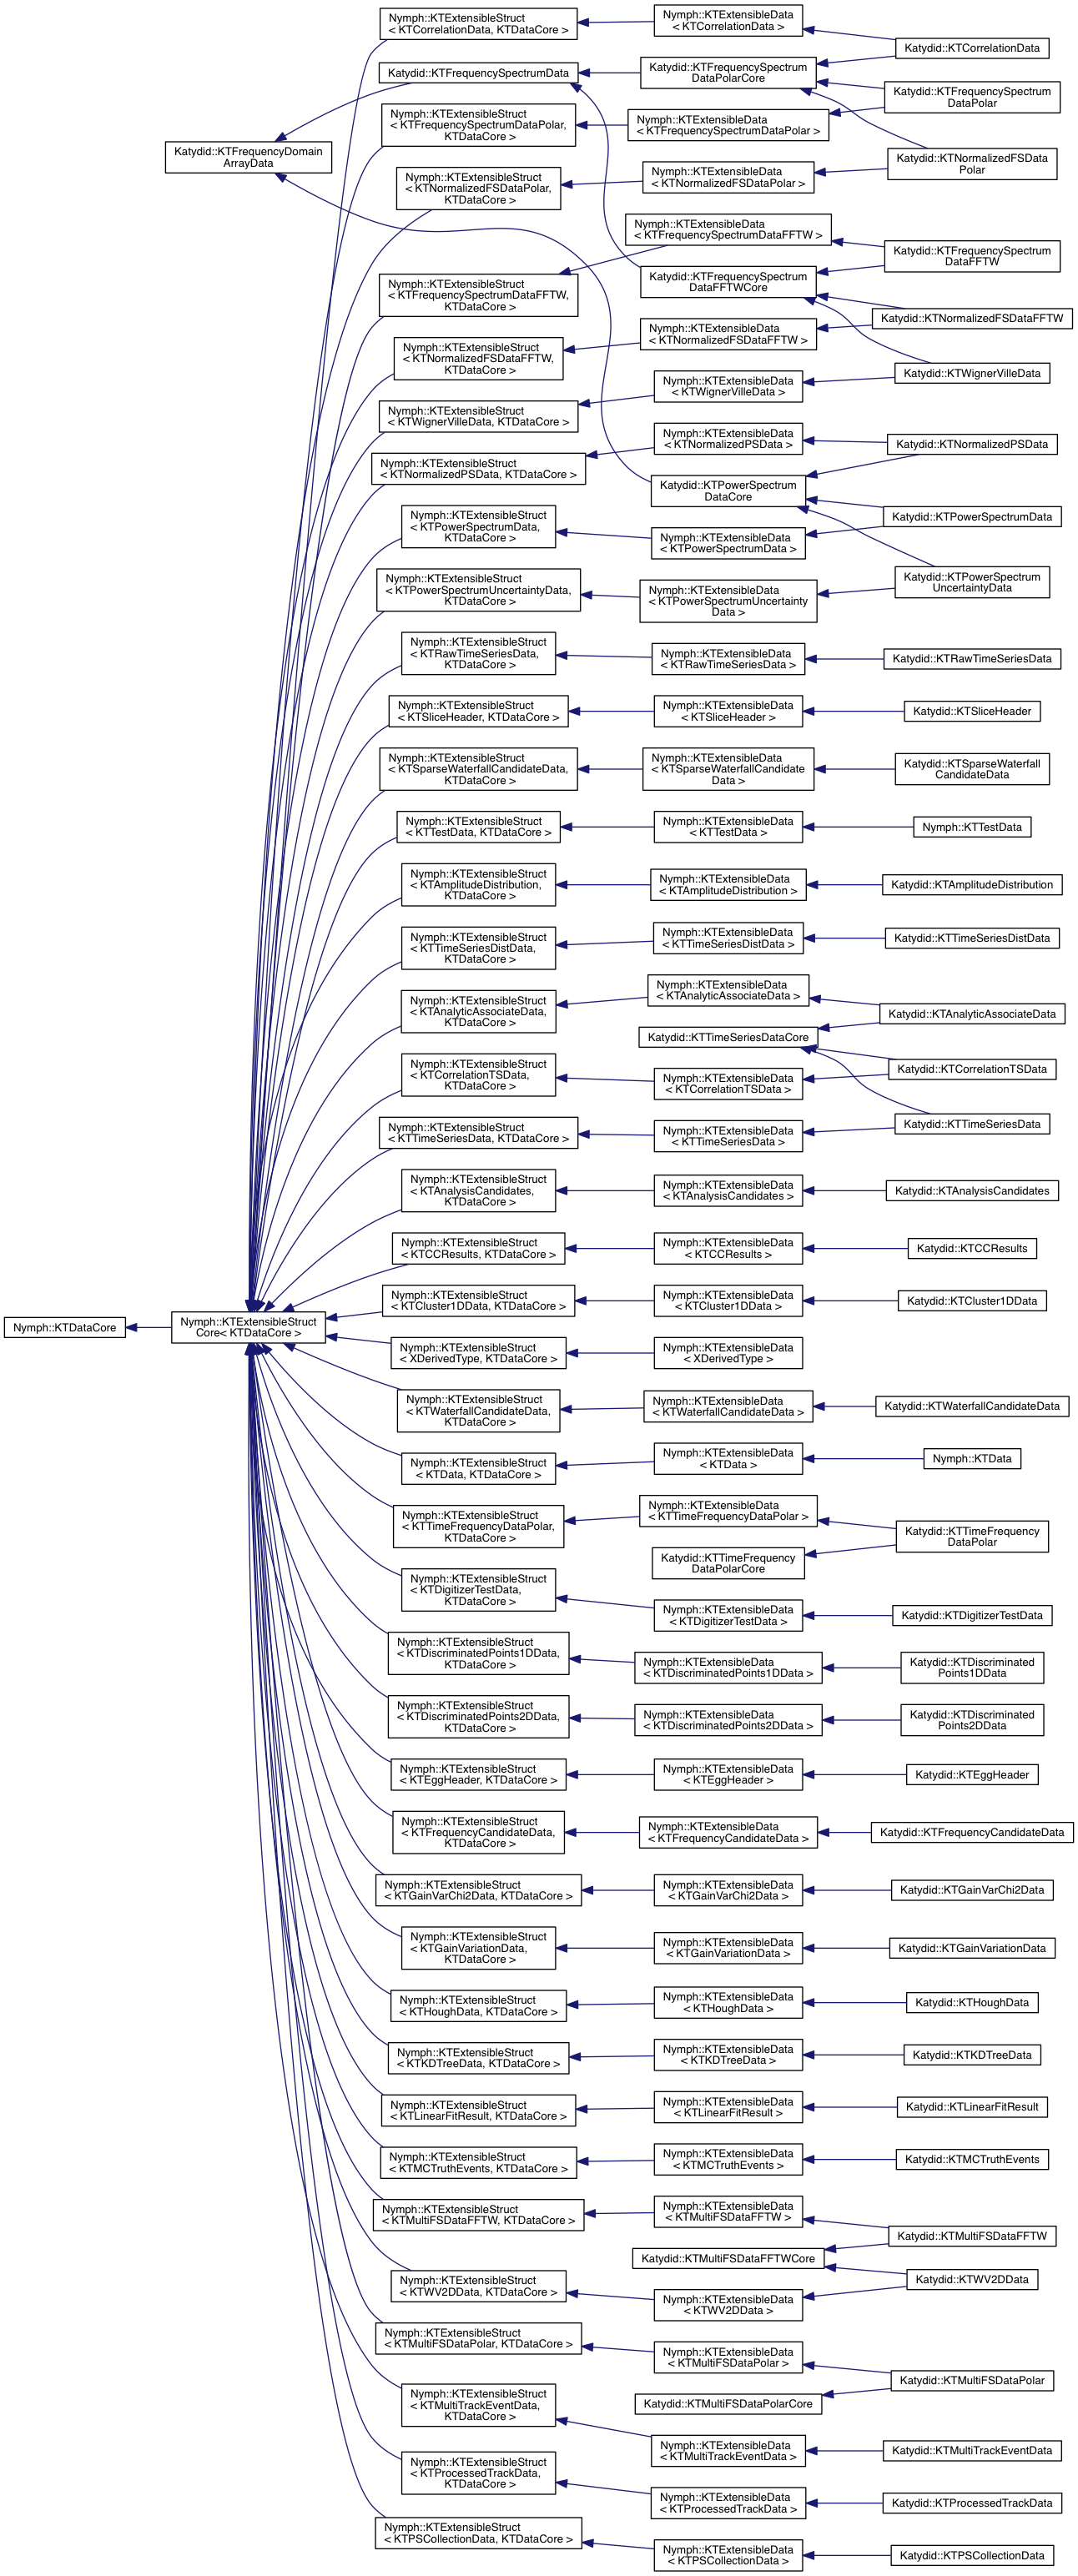 Nymph::KTExtensibleStruct
< KTCorrelationData, KTDataCore >
Nymph::KTExtensibleData
< KTCorrelationData >
Katydid::KTCorrelationData
Katydid::KTFrequencySpectrumData
Katydid::KTFrequencySpectrum
DataPolarCore
Katydid::KTFrequencySpectrum
DataPolar
Nymph::KTExtensibleStruct
< KTFrequencySpectrumDataPolar,
KTDataCore >
Nymph::KTExtensibleData
< KTFrequencySpectrumDataPolar >
Katydid::KTFrequencyDomain
ArrayData
Katydid::KTNormalizedFSData
Polar
Nymph::KTExtensibleStruct
< KTNormalizedFSDataPolar,
KTDataCore >
Nymph::KTExtensibleData
< KTNormalizedFSDataPolar >
Nymph::KTExtensibleData
< KTFrequencySpectrumDataFFTW >
Katydid::KTFrequencySpectrum
DataFFTW
Nymph::KTExtensibleStruct
< KTFrequencySpectrumDataFFTW,
KTDataCore >
Katydid::KTFrequencySpectrum
DataFFTWCore
Katydid::KTNormalizedFSDataFFTW
Nymph::KTExtensibleStruct
< KTNormalizedFSDataFFTW,
KTDataCore >
Nymph::KTExtensibleData
< KTNormalizedFSDataFFTW >
Katydid::KTWignerVilleData
Nymph::KTExtensibleStruct
< KTWignerVilleData, KTDataCore >
Nymph::KTExtensibleData
< KTWignerVilleData >
Nymph::KTExtensibleStruct
< KTNormalizedPSData, KTDataCore >
Nymph::KTExtensibleData
< KTNormalizedPSData >
Katydid::KTNormalizedPSData
Katydid::KTPowerSpectrum
DataCore
Nymph::KTExtensibleStruct
< KTPowerSpectrumData,
KTDataCore >
Nymph::KTExtensibleData
< KTPowerSpectrumData >
Katydid::KTPowerSpectrumData
Nymph::KTExtensibleStruct
< KTPowerSpectrumUncertaintyData,
KTDataCore >
Nymph::KTExtensibleData
< KTPowerSpectrumUncertainty
Data >
Katydid::KTPowerSpectrum
UncertaintyData
Nymph::KTExtensibleStruct
< KTRawTimeSeriesData,
KTDataCore >
Nymph::KTExtensibleData
< KTRawTimeSeriesData >
Katydid::KTRawTimeSeriesData
Nymph::KTExtensibleStruct
< KTSliceHeader, KTDataCore >
Nymph::KTExtensibleData
< KTSliceHeader >
Katydid::KTSliceHeader
Nymph::KTExtensibleStruct
< KTSparseWaterfallCandidateData,
KTDataCore >
Nymph::KTExtensibleData
< KTSparseWaterfallCandidate
Data >
Katydid::KTSparseWaterfall
CandidateData
Nymph::KTExtensibleStruct
< KTTestData, KTDataCore >
Nymph::KTExtensibleData
< KTTestData >
Nymph::KTTestData
Nymph::KTExtensibleStruct
< KTAmplitudeDistribution,
KTDataCore >
Nymph::KTExtensibleData
< KTAmplitudeDistribution >
Katydid::KTAmplitudeDistribution
Nymph::KTExtensibleStruct
< KTTimeSeriesDistData,
KTDataCore >
Nymph::KTExtensibleData
< KTTimeSeriesDistData >
Katydid::KTTimeSeriesDistData
Nymph::KTExtensibleStruct
< KTAnalyticAssociateData,
KTDataCore >
Nymph::KTExtensibleData
< KTAnalyticAssociateData >
Katydid::KTAnalyticAssociateData
Katydid::KTTimeSeriesDataCore
Nymph::KTExtensibleStruct
< KTCorrelationTSData,
KTDataCore >
Nymph::KTExtensibleData
< KTCorrelationTSData >
Katydid::KTCorrelationTSData
Nymph::KTExtensibleStruct
< KTTimeSeriesData, KTDataCore >
Nymph::KTExtensibleData
< KTTimeSeriesData >
Katydid::KTTimeSeriesData
Nymph::KTExtensibleStruct
< KTAnalysisCandidates,
KTDataCore >
Nymph::KTExtensibleData
< KTAnalysisCandidates >
Katydid::KTAnalysisCandidates
Nymph::KTExtensibleStruct
< KTCCResults, KTDataCore >
Nymph::KTExtensibleData
< KTCCResults >
Katydid::KTCCResults
Nymph::KTExtensibleStruct
< KTCluster1DData, KTDataCore >
Nymph::KTExtensibleData
< KTCluster1DData >
Katydid::KTCluster1DData
Nymph::KTDataCore
Nymph::KTExtensibleStruct
Core< KTDataCore >
Nymph::KTExtensibleStruct
< XDerivedType, KTDataCore >
Nymph::KTExtensibleData
< XDerivedType >
Nymph::KTExtensibleStruct
< KTWaterfallCandidateData,
KTDataCore >
Nymph::KTExtensibleData
< KTWaterfallCandidateData >
Katydid::KTWaterfallCandidateData
Nymph::KTExtensibleStruct
< KTData, KTDataCore >
Nymph::KTExtensibleData
< KTData >
Nymph::KTData
Nymph::KTExtensibleStruct
< KTTimeFrequencyDataPolar,
KTDataCore >
Nymph::KTExtensibleData
< KTTimeFrequencyDataPolar >
Katydid::KTTimeFrequency
DataPolar
Katydid::KTTimeFrequency
DataPolarCore
Nymph::KTExtensibleStruct
< KTDigitizerTestData,
KTDataCore >
Nymph::KTExtensibleData
< KTDigitizerTestData >
Katydid::KTDigitizerTestData
Nymph::KTExtensibleStruct
< KTDiscriminatedPoints1DData,
KTDataCore >
Nymph::KTExtensibleData
< KTDiscriminatedPoints1DData >
Katydid::KTDiscriminated
Points1DData
Nymph::KTExtensibleStruct
< KTDiscriminatedPoints2DData,
KTDataCore >
Nymph::KTExtensibleData
< KTDiscriminatedPoints2DData >
Katydid::KTDiscriminated
Points2DData
Nymph::KTExtensibleStruct
< KTEggHeader, KTDataCore >
Nymph::KTExtensibleData
< KTEggHeader >
Katydid::KTEggHeader
Nymph::KTExtensibleStruct
< KTFrequencyCandidateData,
KTDataCore >
Nymph::KTExtensibleData
< KTFrequencyCandidateData >
Katydid::KTFrequencyCandidateData
Nymph::KTExtensibleStruct
< KTGainVarChi2Data, KTDataCore >
Nymph::KTExtensibleData
< KTGainVarChi2Data >
Katydid::KTGainVarChi2Data
Nymph::KTExtensibleStruct
< KTGainVariationData,
KTDataCore >
Nymph::KTExtensibleData
< KTGainVariationData >
Katydid::KTGainVariationData
Nymph::KTExtensibleStruct
< KTHoughData, KTDataCore >
Nymph::KTExtensibleData
< KTHoughData >
Katydid::KTHoughData
Nymph::KTExtensibleStruct
< KTKDTreeData, KTDataCore >
Nymph::KTExtensibleData
< KTKDTreeData >
Katydid::KTKDTreeData
Nymph::KTExtensibleStruct
< KTLinearFitResult, KTDataCore >
Nymph::KTExtensibleData
< KTLinearFitResult >
Katydid::KTLinearFitResult
Nymph::KTExtensibleStruct
< KTMCTruthEvents, KTDataCore >
Nymph::KTExtensibleData
< KTMCTruthEvents >
Katydid::KTMCTruthEvents
Nymph::KTExtensibleStruct
< KTMultiFSDataFFTW, KTDataCore >
Nymph::KTExtensibleData
< KTMultiFSDataFFTW >
Katydid::KTMultiFSDataFFTW
Katydid::KTMultiFSDataFFTWCore
Nymph::KTExtensibleStruct
< KTWV2DData, KTDataCore >
Nymph::KTExtensibleData
< KTWV2DData >
Katydid::KTWV2DData
Nymph::KTExtensibleStruct
< KTMultiFSDataPolar, KTDataCore >
Nymph::KTExtensibleData
< KTMultiFSDataPolar >
Katydid::KTMultiFSDataPolar
Katydid::KTMultiFSDataPolarCore
Nymph::KTExtensibleStruct
< KTMultiTrackEventData,
KTDataCore >
Nymph::KTExtensibleData
< KTMultiTrackEventData >
Katydid::KTMultiTrackEventData
Nymph::KTExtensibleStruct
< KTProcessedTrackData,
KTDataCore >
Nymph::KTExtensibleData
< KTProcessedTrackData >
Katydid::KTProcessedTrackData
Nymph::KTExtensibleStruct
< KTPSCollectionData, KTDataCore >
Nymph::KTExtensibleData
< KTPSCollectionData >
Katydid::KTPSCollectionData